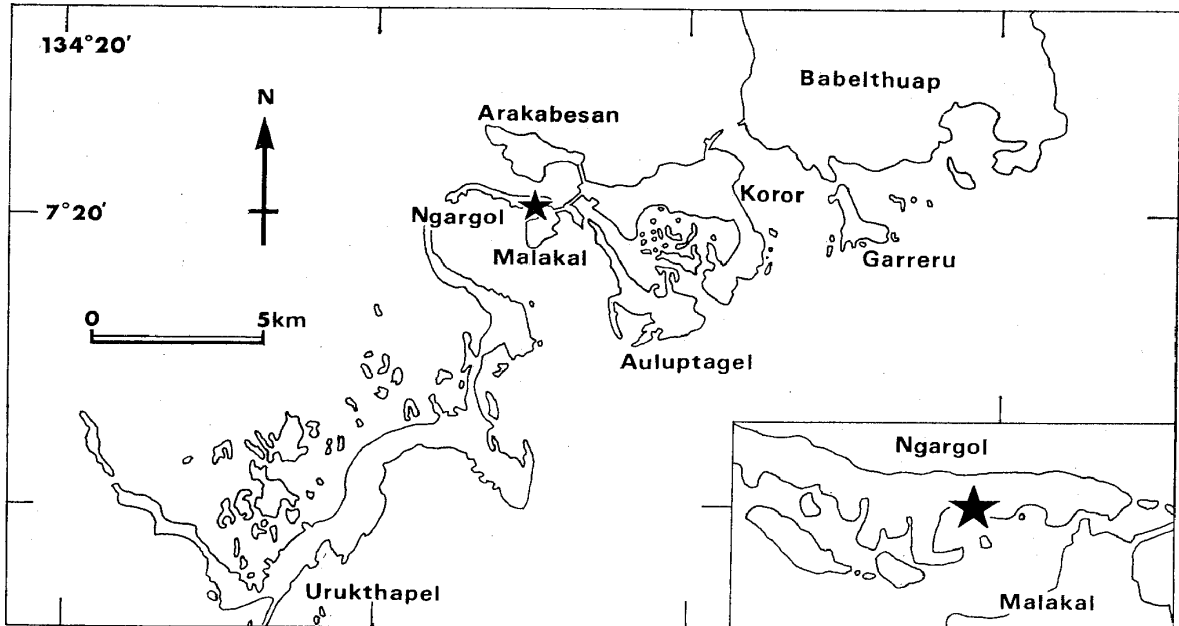 134°20'
N
Babelthuap
Arakabesan
Koror
7°20'
Ngargol
Malakal
Garreru
0 5km
Auluptagel
Urukthapel
Ngargol
Malakal